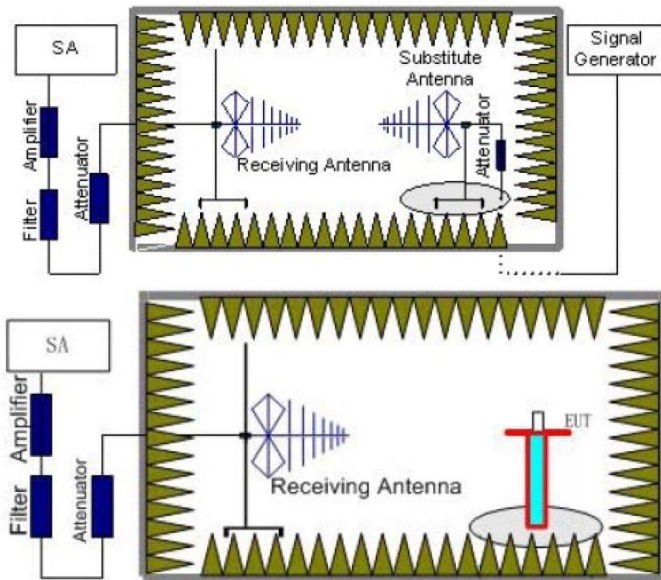 SA
Signal
Generator
Substitute
Antenna
Amplifier
Attenuator
Attenuator
Receiving Antenna
Filter
SA
EUT
Amplifier
Receiving Antenna
Filter
Attenuator